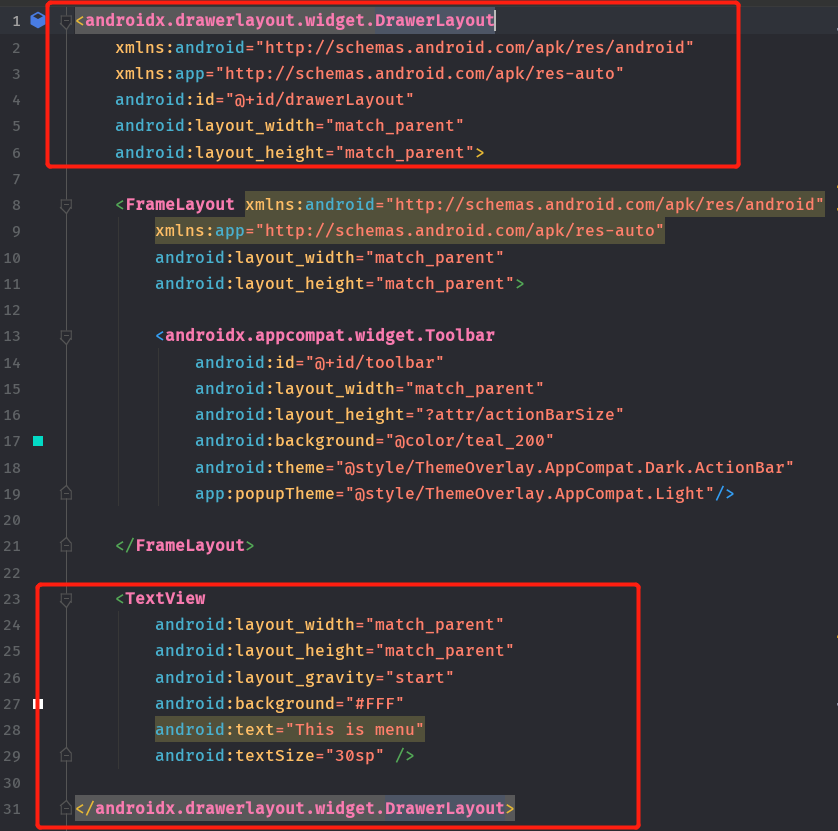 1 <androidx.drawerlayout.widget.DrawerLayout
2 xmlns:android="http://schemas.android.com/apk/res/android"
3 xmlns:app="http://schemas.android.com/apk/res-auto"
4 android:id="@+id/drawerLayout"
5 android:layout_width="match_parent"
6 android:layout_height="match_parent">
7
8 <FrameLayout xmlns:android="http://schemas.android.com/apk/res/android"
9 xmlns:app="http://schemas.android.com/apk/res-auto"
10 android:layout_width="match_parent"
11 android:layout_height="match_parent">
12
13 <androidx.appcompat.widget.Toolbar
14 android:id="@+id/toolbar"
15 android:layout_width="match_parent"
16 android:layout_height="?attr/actionBarSize"
17 android:background="@color/teal_200"
18 android:theme="@style/ThemeOverlay.AppCompat.Dark.ActionBar"
19 app:popupTheme="@style/ThemeOverlay.AppCompat.Light"/>
20
21 </FrameLayout>
22
23 <TextView
24 android:layout_width="match_parent"
25 android:layout_height="match_parent"
26 android:layout_gravity="start"
27 android:background="#FFF"
28 android:text="This is menu"
29 android:textSize="30sp" />
30
31 </androidx.drawerlayout.widget.DrawerLayout>